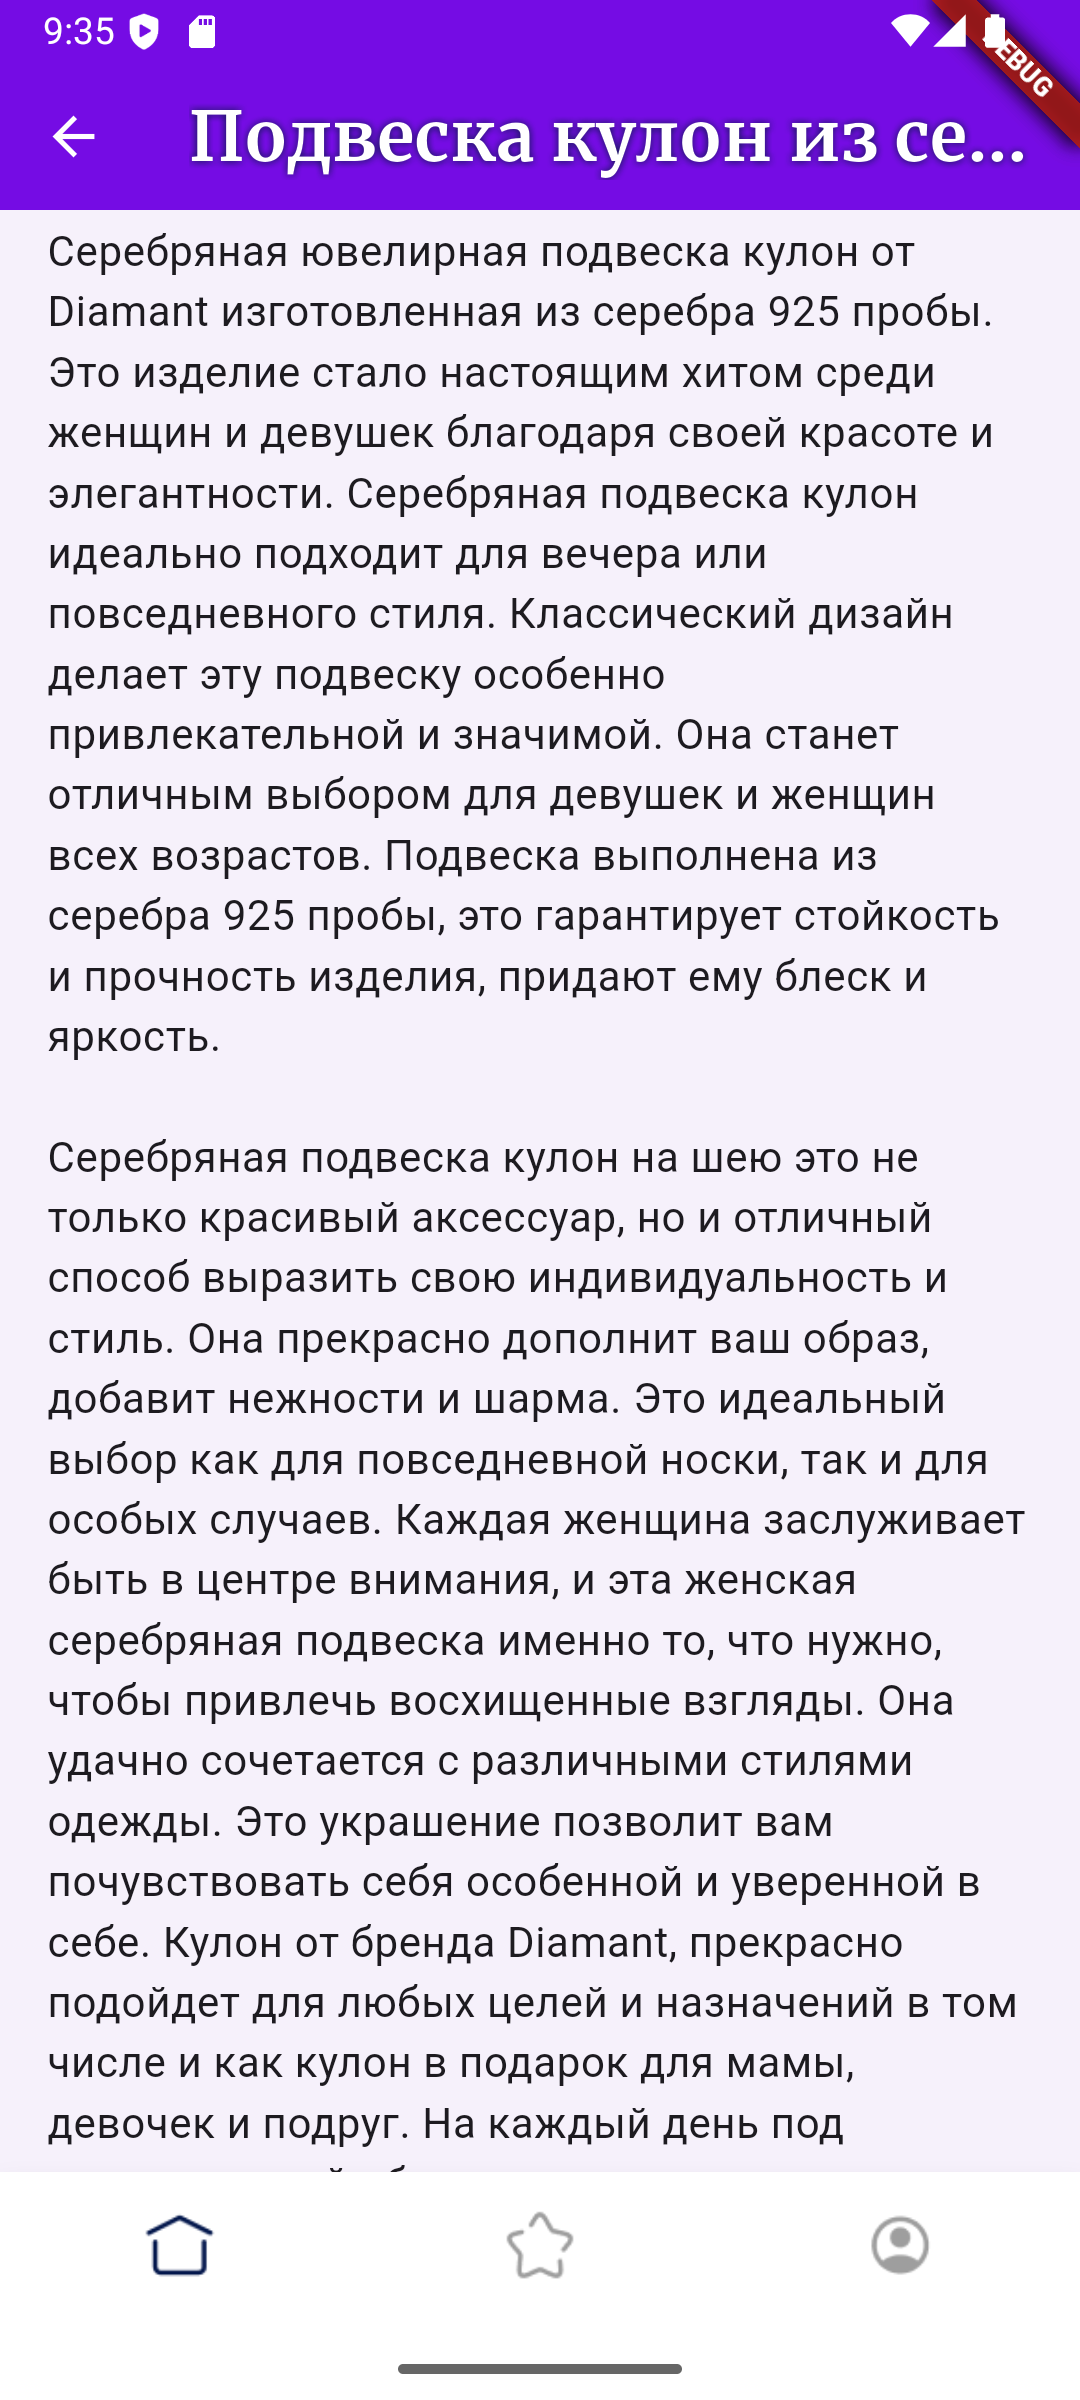 9:35
EBUG
Подвеска кулон из се...
Серебряная ювелирная подвеска кулон от
Diamant изготовленная из серебра 925 пробы.
Это изделие стало настоящим хитом среди
женщин и девушек благодаря своей красоте и
элегантности. Серебряная подвеска кулон
идеально подходит для вечера или
повседневного стиля. Классический дизайн
делает эту подвеску особенно
привлекательной и значимой. Она станет
отличным выбором для девушек и женщин
всех возрастов. Подвеска выполнена из
серебра 925 пробы, это гарантирует стойкость
и прочность изделия, придают ему блеск и
яркость.
Серебряная подвеска кулон на шею это не
только красивый аксессуар, но и отличный
способ выразить свою индивидуальность и
стиль. Она прекрасно дополнит ваш образ,
добавит нежности и шарма. Это идеальный
выбор как для повседневной носки, так и для
особых случаев. Каждая женщина заслуживает
быть в центре внимания, и эта женская
серебряная подвеска именно то, что нужно,
чтобы привлечь восхищенные взгляды. Она
удачно сочетается с различными стилями
одежды. Это украшение позволит вам
почувствовать себя особенной и уверенной в
себе. Кулон от бренда Diamant, прекрасно
подойдет для любых целей и назначений в том
числе и как кулон в подарок для мамы,
девочек и подруг. На каждый день под